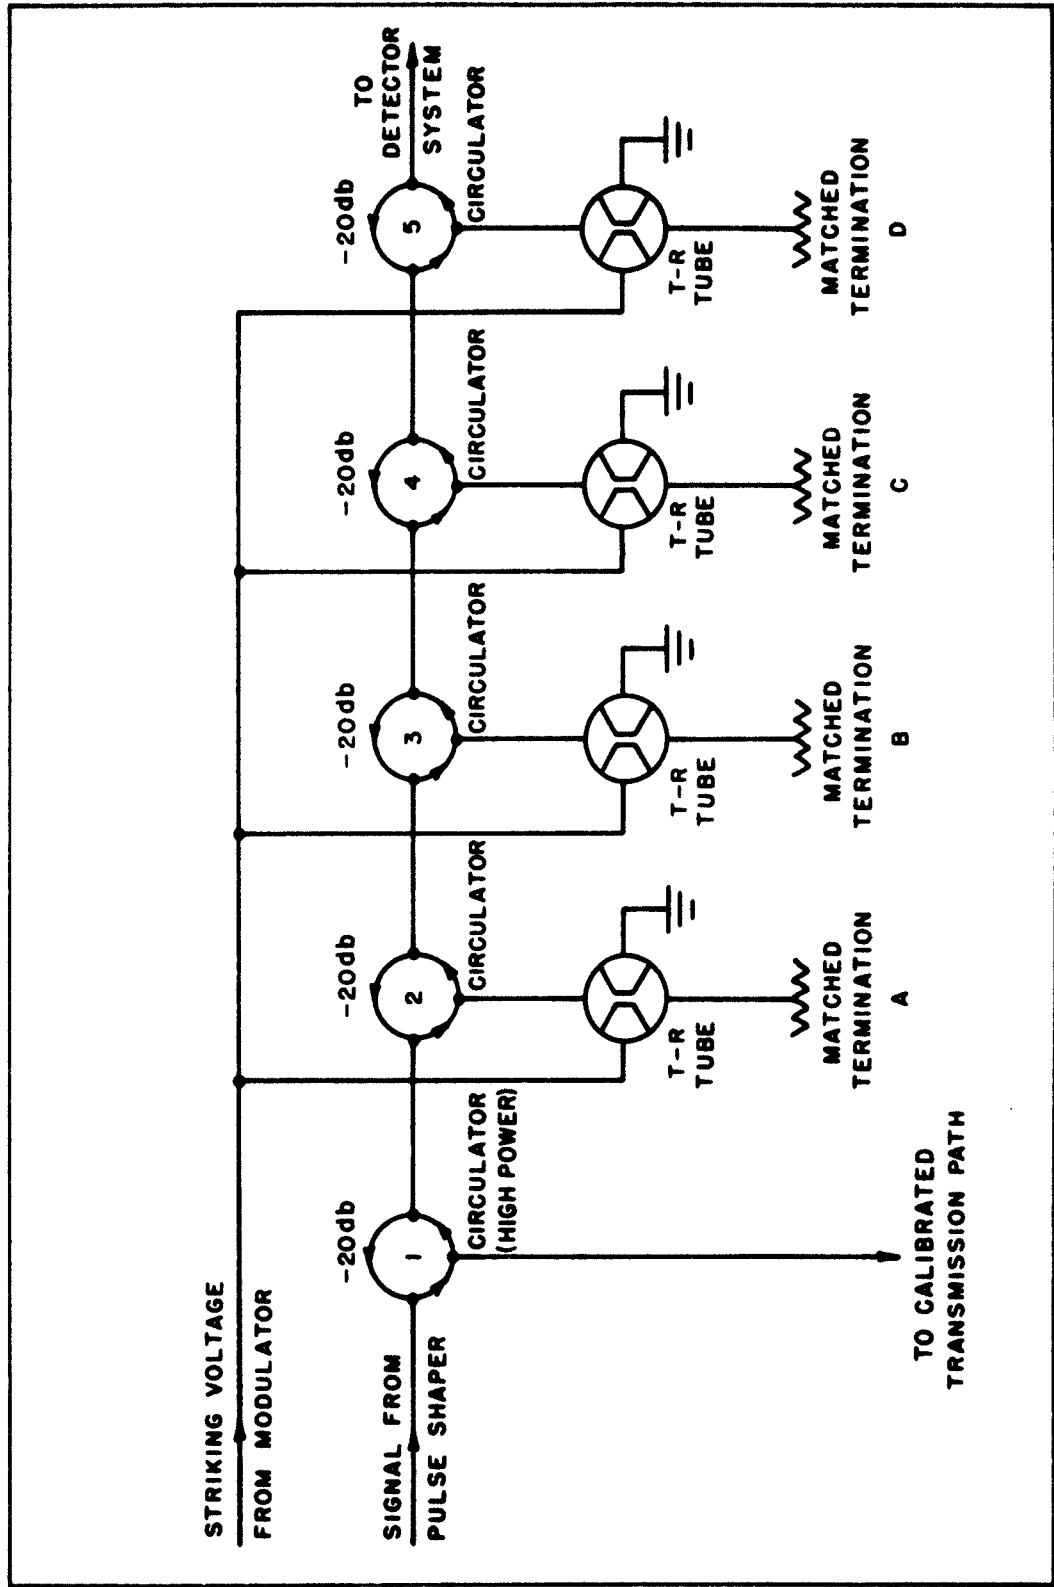 STRIKING VOLTAGE
FROM MODULATOR
SIGNAL FROM
PULSE SHAPER
-20db
1
CIRCULATOR
(HIGH POWER)
TO CALIBRATED
TRANSMISSION PATH
-20db
2
CIRCULATOR
T-R
TUBE
MATCHED
TERMINATION
A
-20db
3
CIRCULATOR
T-R
TUBE
MATCHED
TERMINATION
B
-20db
4
CIRCULATOR
T-R
TUBE
MATCHED
TERMINATION
C
-20db
5
CIRCULATOR
T-R
TUBE
MATCHED
TERMINATION
D
TO
DETECTOR
SYSTEM